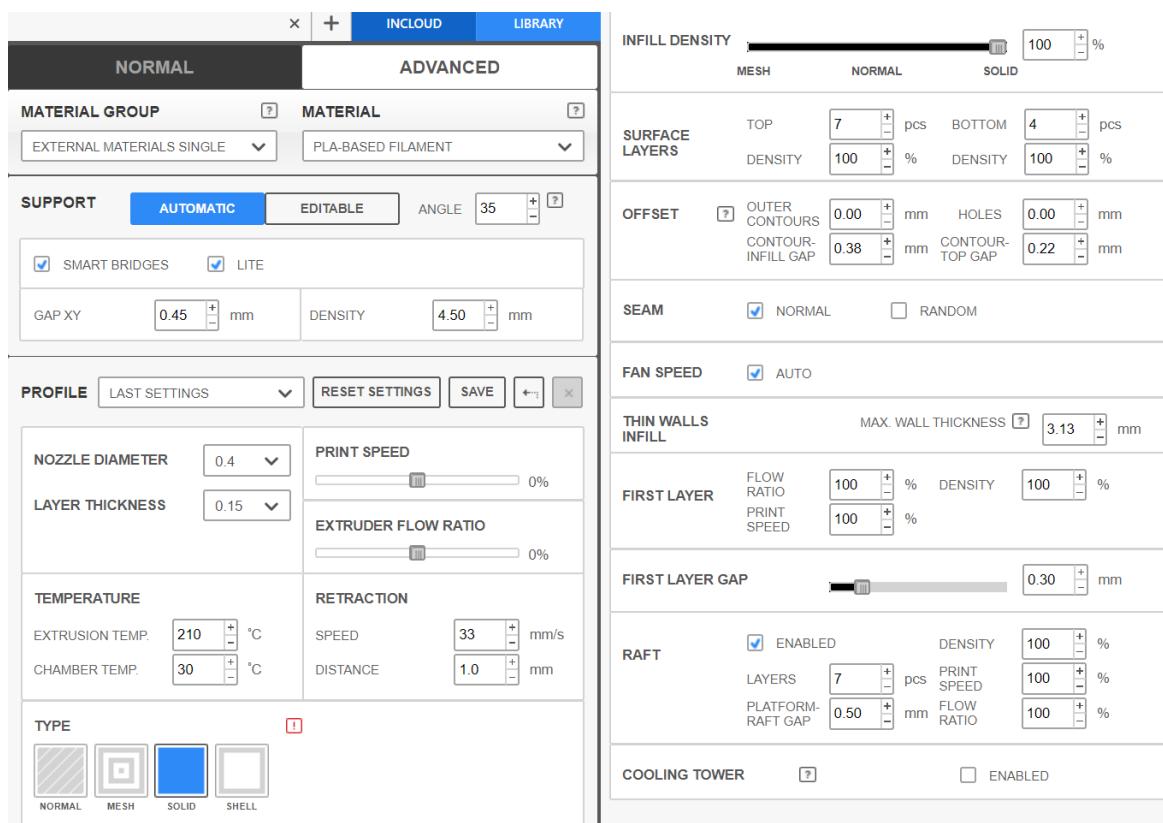 × + INCLOUD LIBRARY
NORMAL ADVANCED
MATERIAL GROUP ? MATERIAL ?
EXTERNAL MATERIALS SINGLE PLA-BASED FILAMENT
SUPPORT AUTOMATIC EDITABLE ANGLE 35 + - ?
SMART BRIDGES LITE
GAP XY 0.45 + - mm DENSITY 4.50 + - mm
PROFILE LAST SETTINGS RESET SETTINGS SAVE ×
NOZZLE DIAMETER 0.4
LAYER THICKNESS 0.15
PRINT SPEED
0%
EXTRUDER FLOW RATIO
0%
TEMPERATURE
EXTRUSION TEMP. 210 + - °C
CHAMBER TEMP. 30 + - °C
RETRACTION
SPEED 33 + - mm/s
DISTANCE 1.0 + - mm
TYPE !
NORMAL MESH SOLID SHELL
INFILL DENSITY 100 + - %
MESH NORMAL SOLID
SURFACE
LAYERS
TOP 7 + - pcs BOTTOM 4 + - pcs
DENSITY 100 + - % DENSITY 100 + - %
OFFSET ?
OUTER
CONTOURS 0.00 + - mm HOLES 0.00 + - mm
CONTOUR-
INFILL GAP 0.38 + - mm
CONTOUR-
TOP GAP 0.22 + - mm
SEAM NORMAL RANDOM
FAN SPEED AUTO
THIN WALLS
INFILL
MAX. WALL THICKNESS ? 3.13 + - mm
FIRST LAYER
FLOW
RATIO 100 + - % DENSITY 100 + - %
PRINT
SPEED 100 + - %
FIRST LAYER GAP 0.30 + - mm
RAFT
ENABLED DENSITY 100 + - %
LAYERS 7 + - pcs
PRINT
SPEED 100 + - %
PLATFORM-
RAFT GAP 0.50 + - mm
FLOW
RATIO 100 + - %
COOLING TOWER ? ENABLED